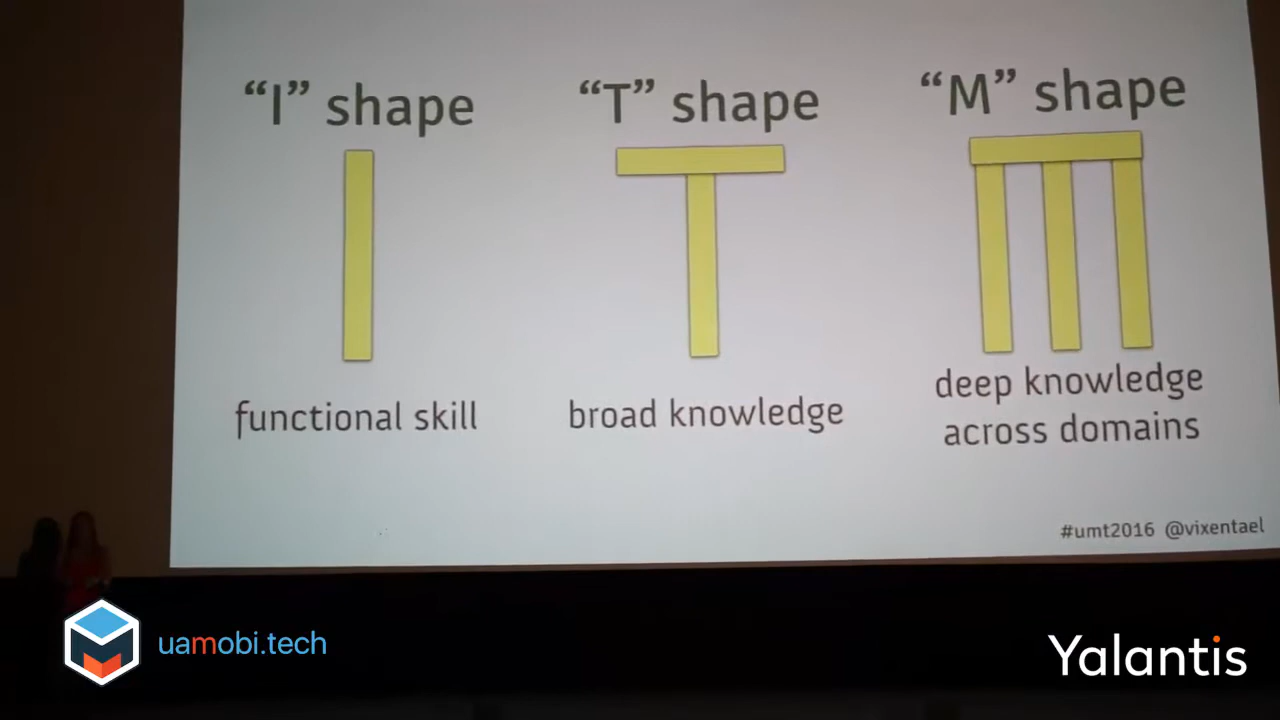 “I” shape
“T” shape
“M” shape
functional skill
broad knowledge
deep knowledge
across domains
#umt2016 @vixentael
uamobi.tech
Yalantis